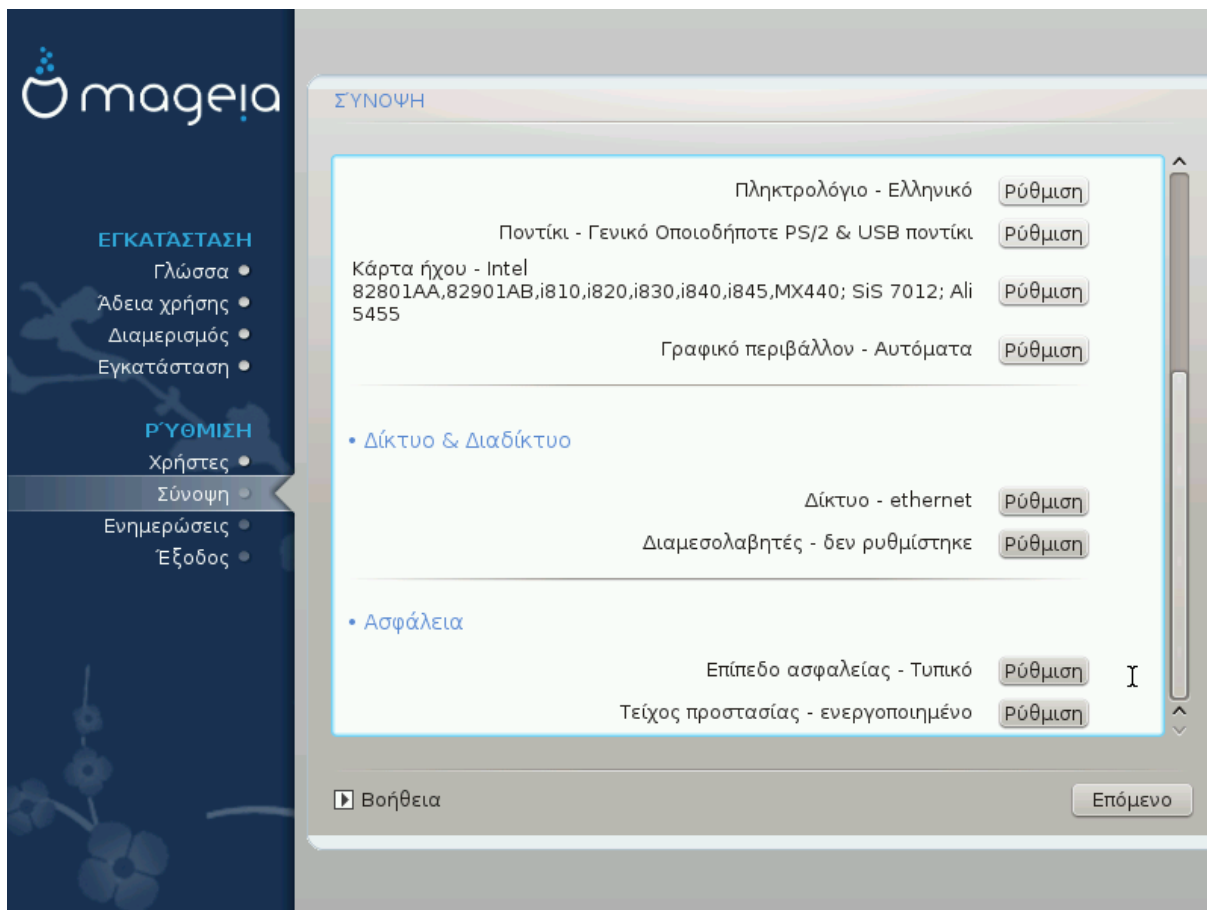 mageia
ΕΓΚΑΤΆΣΤΑΣΗ
Γλώσσα
Άδεια χρήσης
Διαμερισμός
Εγκατάσταση
ΡΎΘΜΙΣΗ
Χρήστες
Σύνοψη
Ενημερώσεις
Έξοδος
ΣΎΝΟΨΗ
Πληκτρολόγιο - Ελληνικό Ρύθμιση
Ποντίκι - Γενικό Οποιοδήποτε PS/2 & USB ποντίκι Ρύθμιση
Κάρτα ήχου - Intel
82801AA,82901AB,i810,i820,i830,i840,i845,MX440; SiS 7012; Ali Ρύθμιση
5455
Γραφικό περιβάλλον - Αυτόματα Ρύθμιση
• Δίκτυο & Διαδίκτυο
Δίκτυο - ethernet Ρύθμιση
Διαμεσολαβητές - δεν ρυθμίστηκε Ρύθμιση
• Ασφάλεια
Επίπεδο ασφαλείας - Τυπικό Ρύθμιση
Τείχος προστασίας - ενεργοποιημένο Ρύθμιση
Βοήθεια
Επόμενο